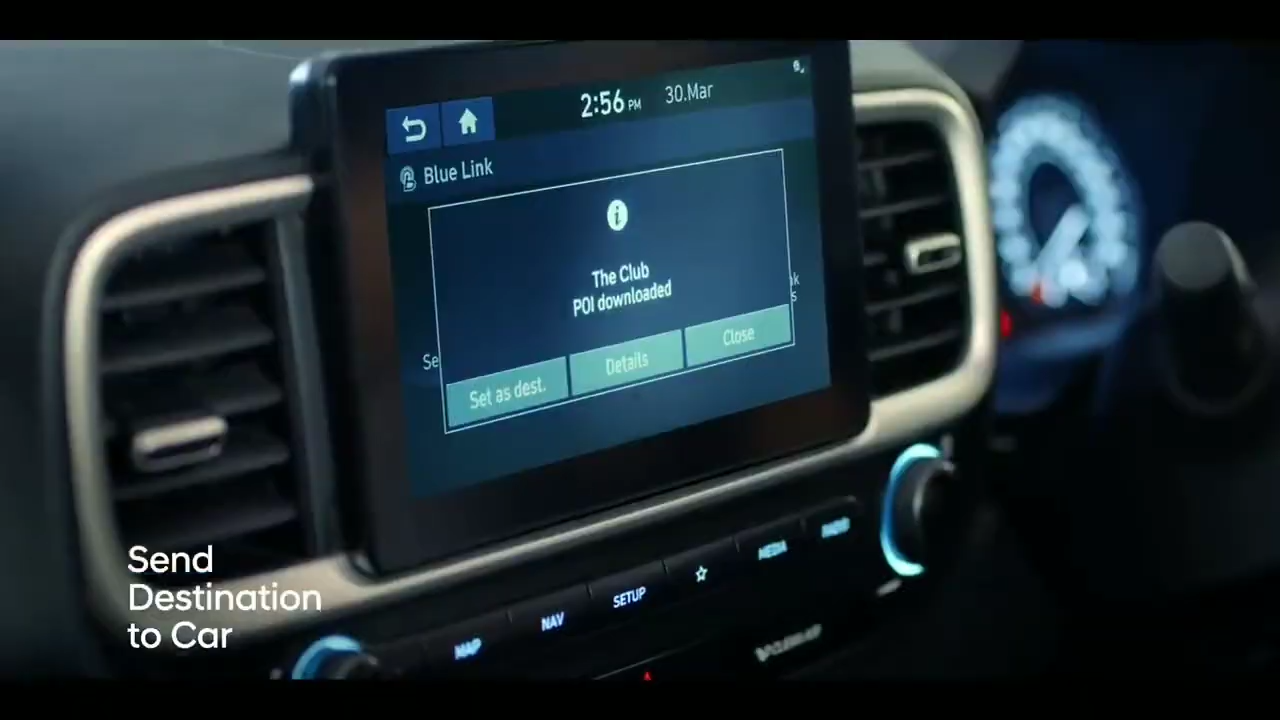 2:56 PM 30.Mar
Blue Link
The Club
POI downloaded
Se
Set as dest.
Details
Close
MAP
NAV
SETUP
MEDIA
RADIO
Send
Destination
to Car